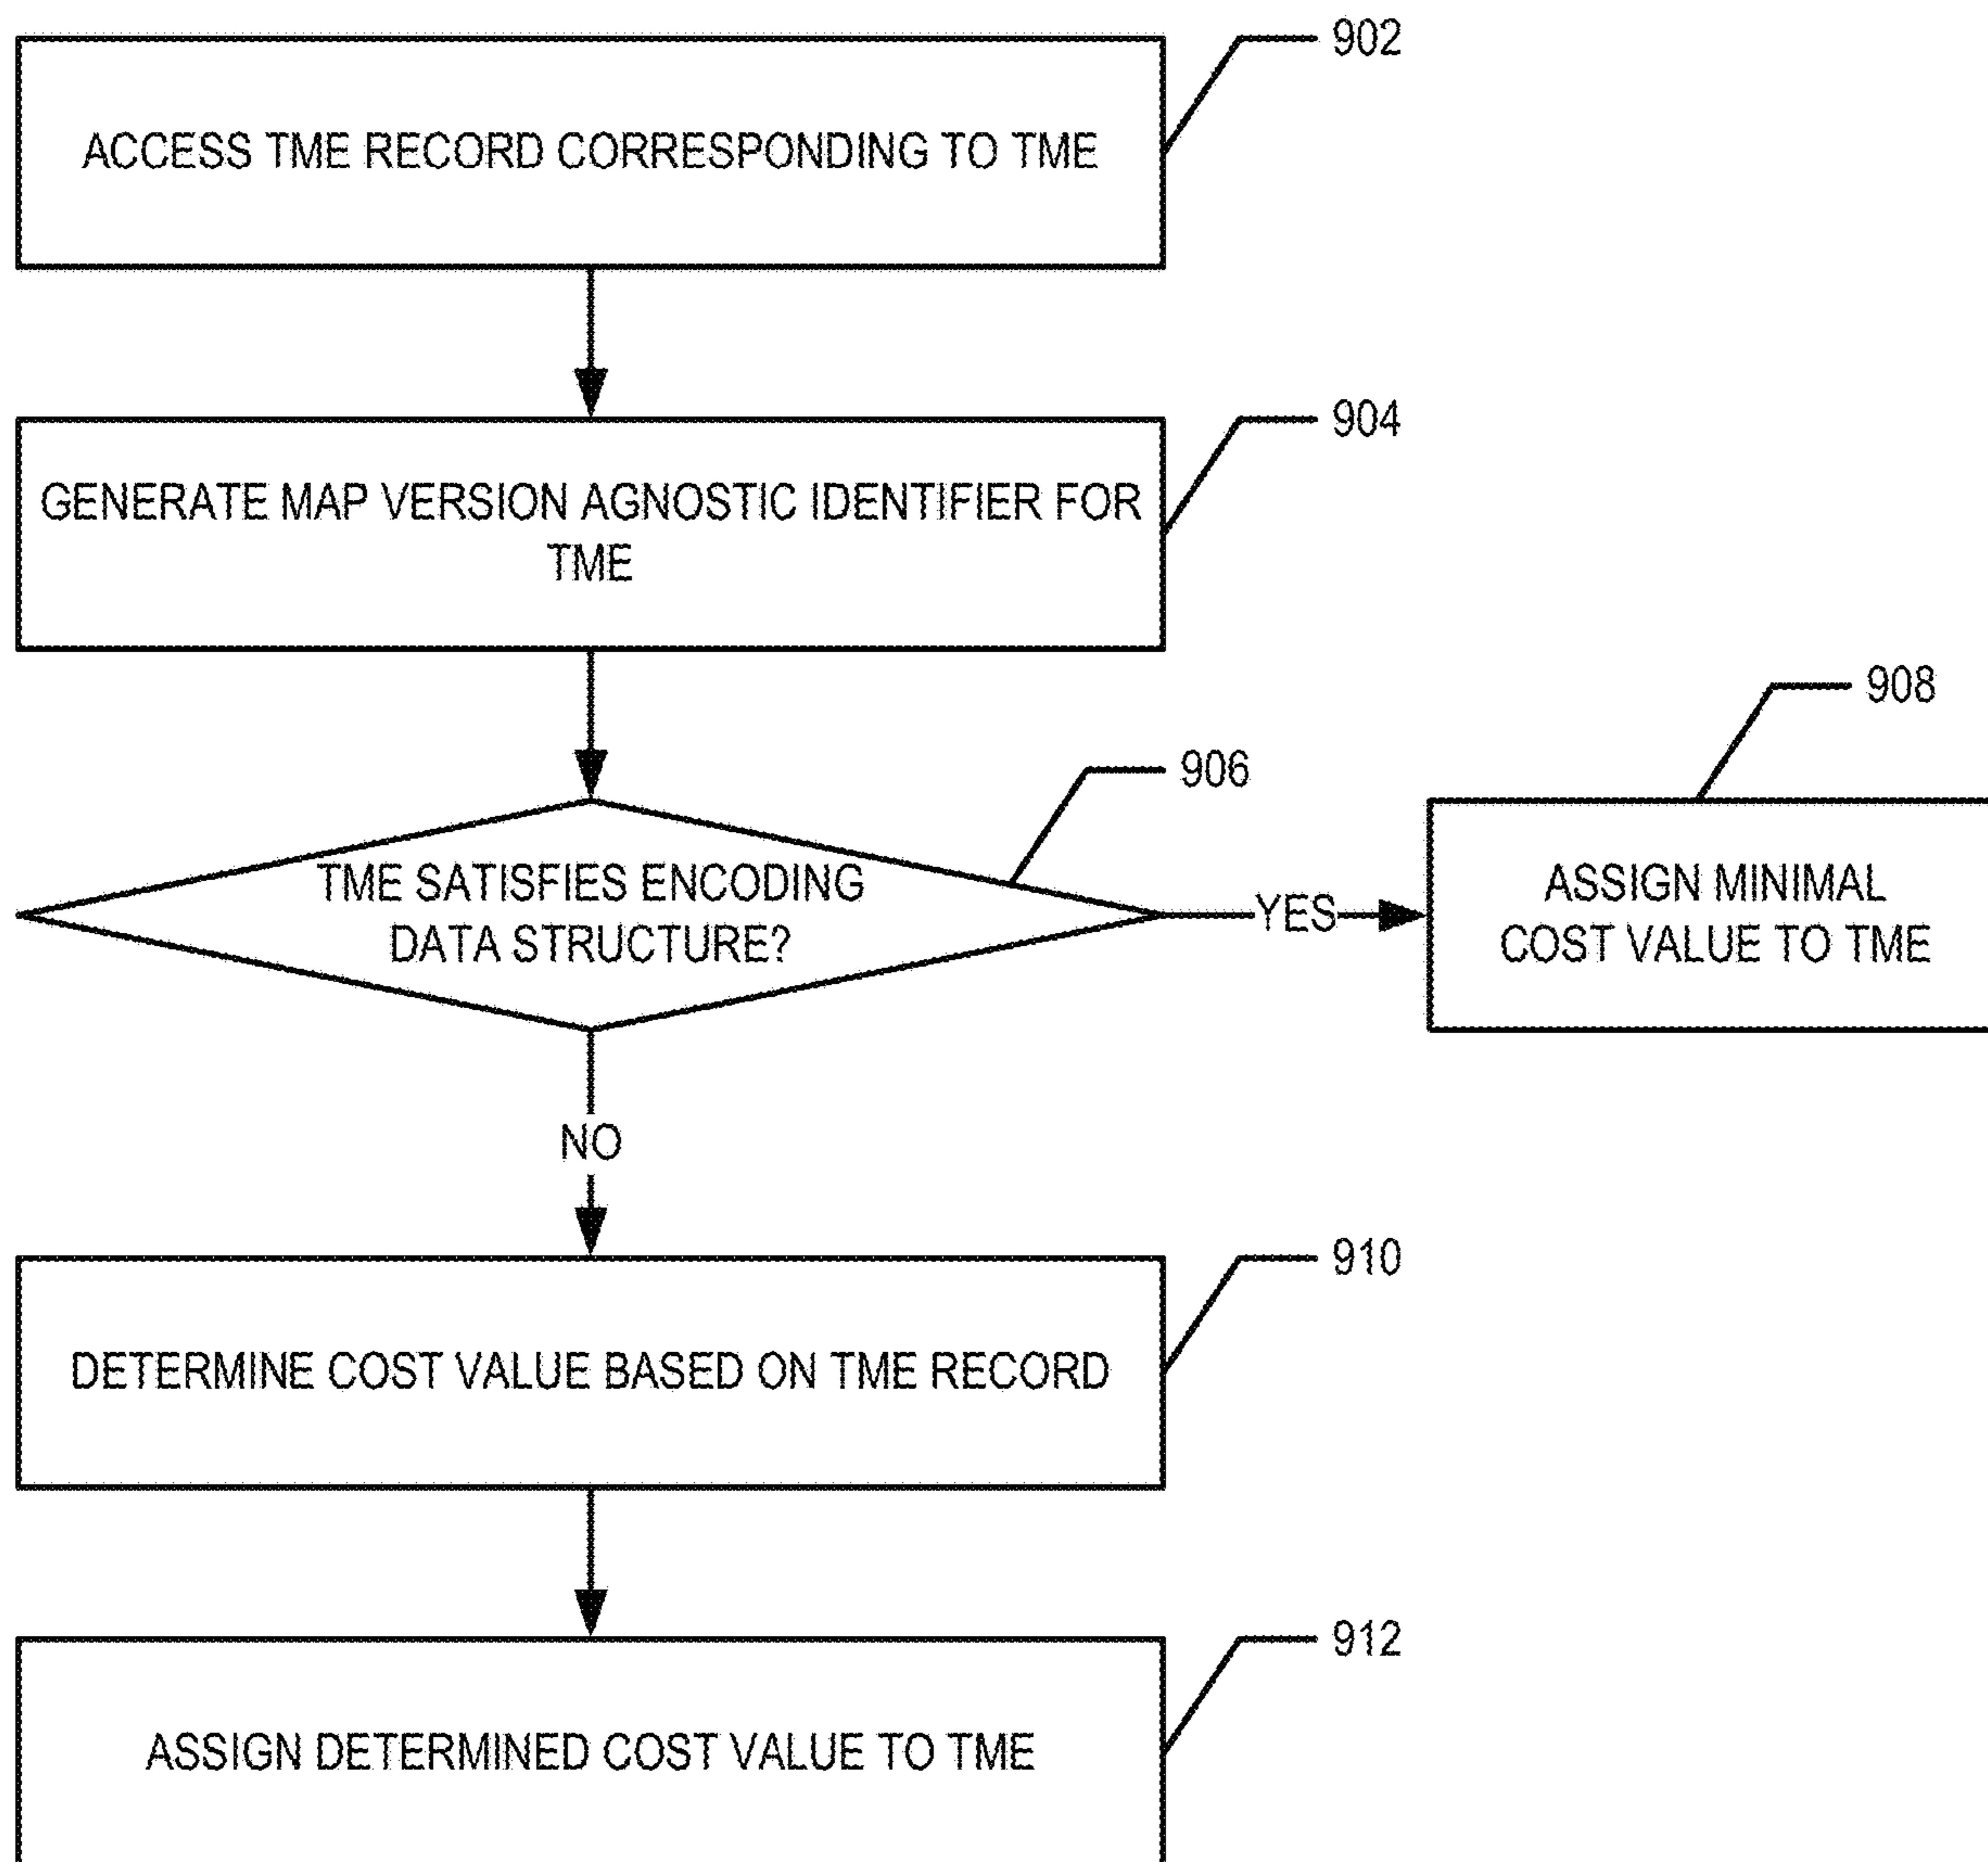 902
ACCESS TME RECORD CORRESPONDING TO TME
904
GENERATE MAP VERSION AGNOSTIC IDENTIFIER FOR
TME
908
906
TME SATISFIES ENCODING
DATA STRUCTURE?
YES
ASSIGN MINIMAL
COST VALUE TO TME
NO
910
DETERMINE COST VALUE BASED ON TME RECORD
912
ASSIGN DETERMINED COST VALUE TO TME